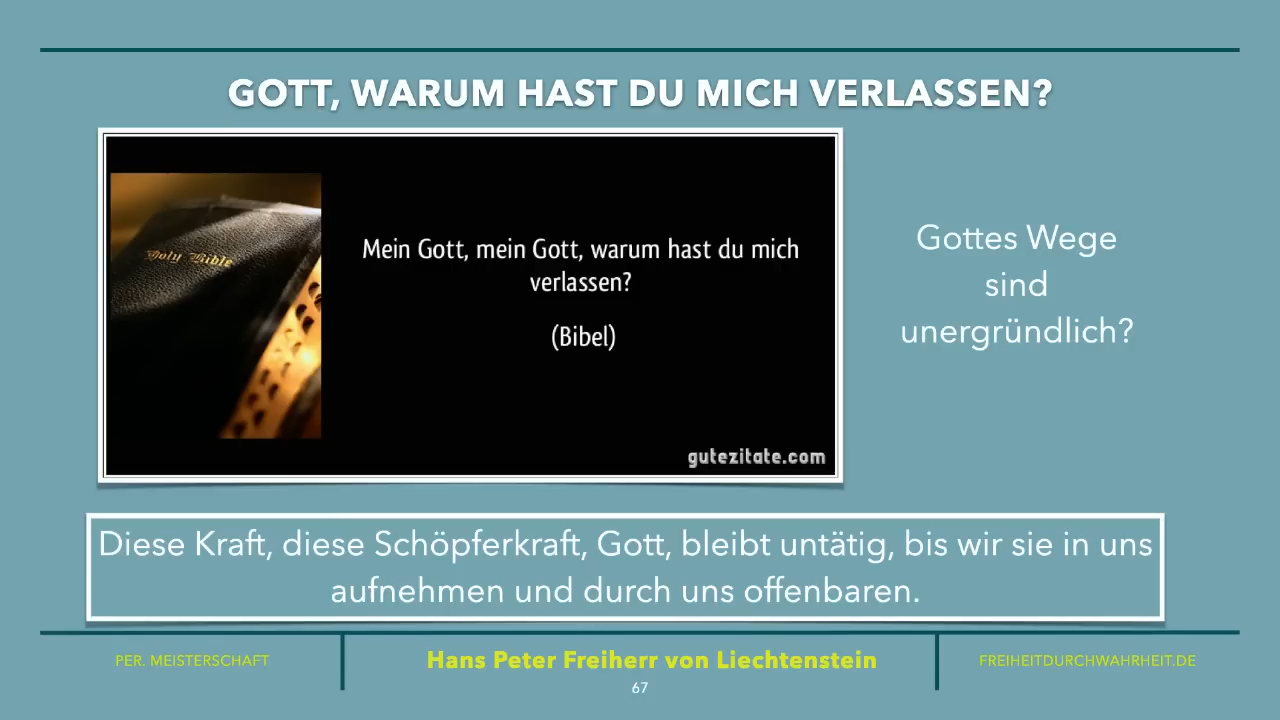 GOTT, WARUM HAST DU MICH VERLASSEN?
Holy Bible
Mein Gott, mein Gott, warum hast du mich
verlassen?
(Bibel)
gutezitate.com
Gottes Wege
sind
unergründlich?
Diese Kraft, diese Schöpferkraft, Gott, bleibt untätig, bis wir sie in uns
aufnehmen und durch uns offenbaren.
PER. MEISTERSCHAFT
Hans Peter Freiherr von Liechtenstein
FREIHEITDURCHWAHRHEIT.DE
67